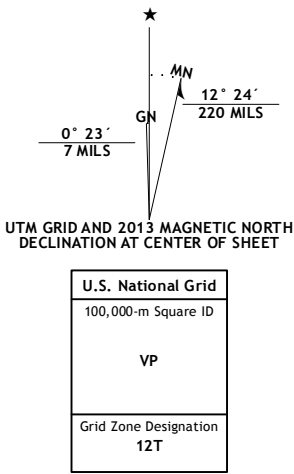 MN
GN
12° 24´
220 MILS
0° 23´
7 MILS
UTM GRID AND 2013 MAGNETIC NORTH
DECLINATION AT CENTER OF SHEET
U.S. National Grid
100,000-m Square ID
VP
Grid Zone Designation
12T